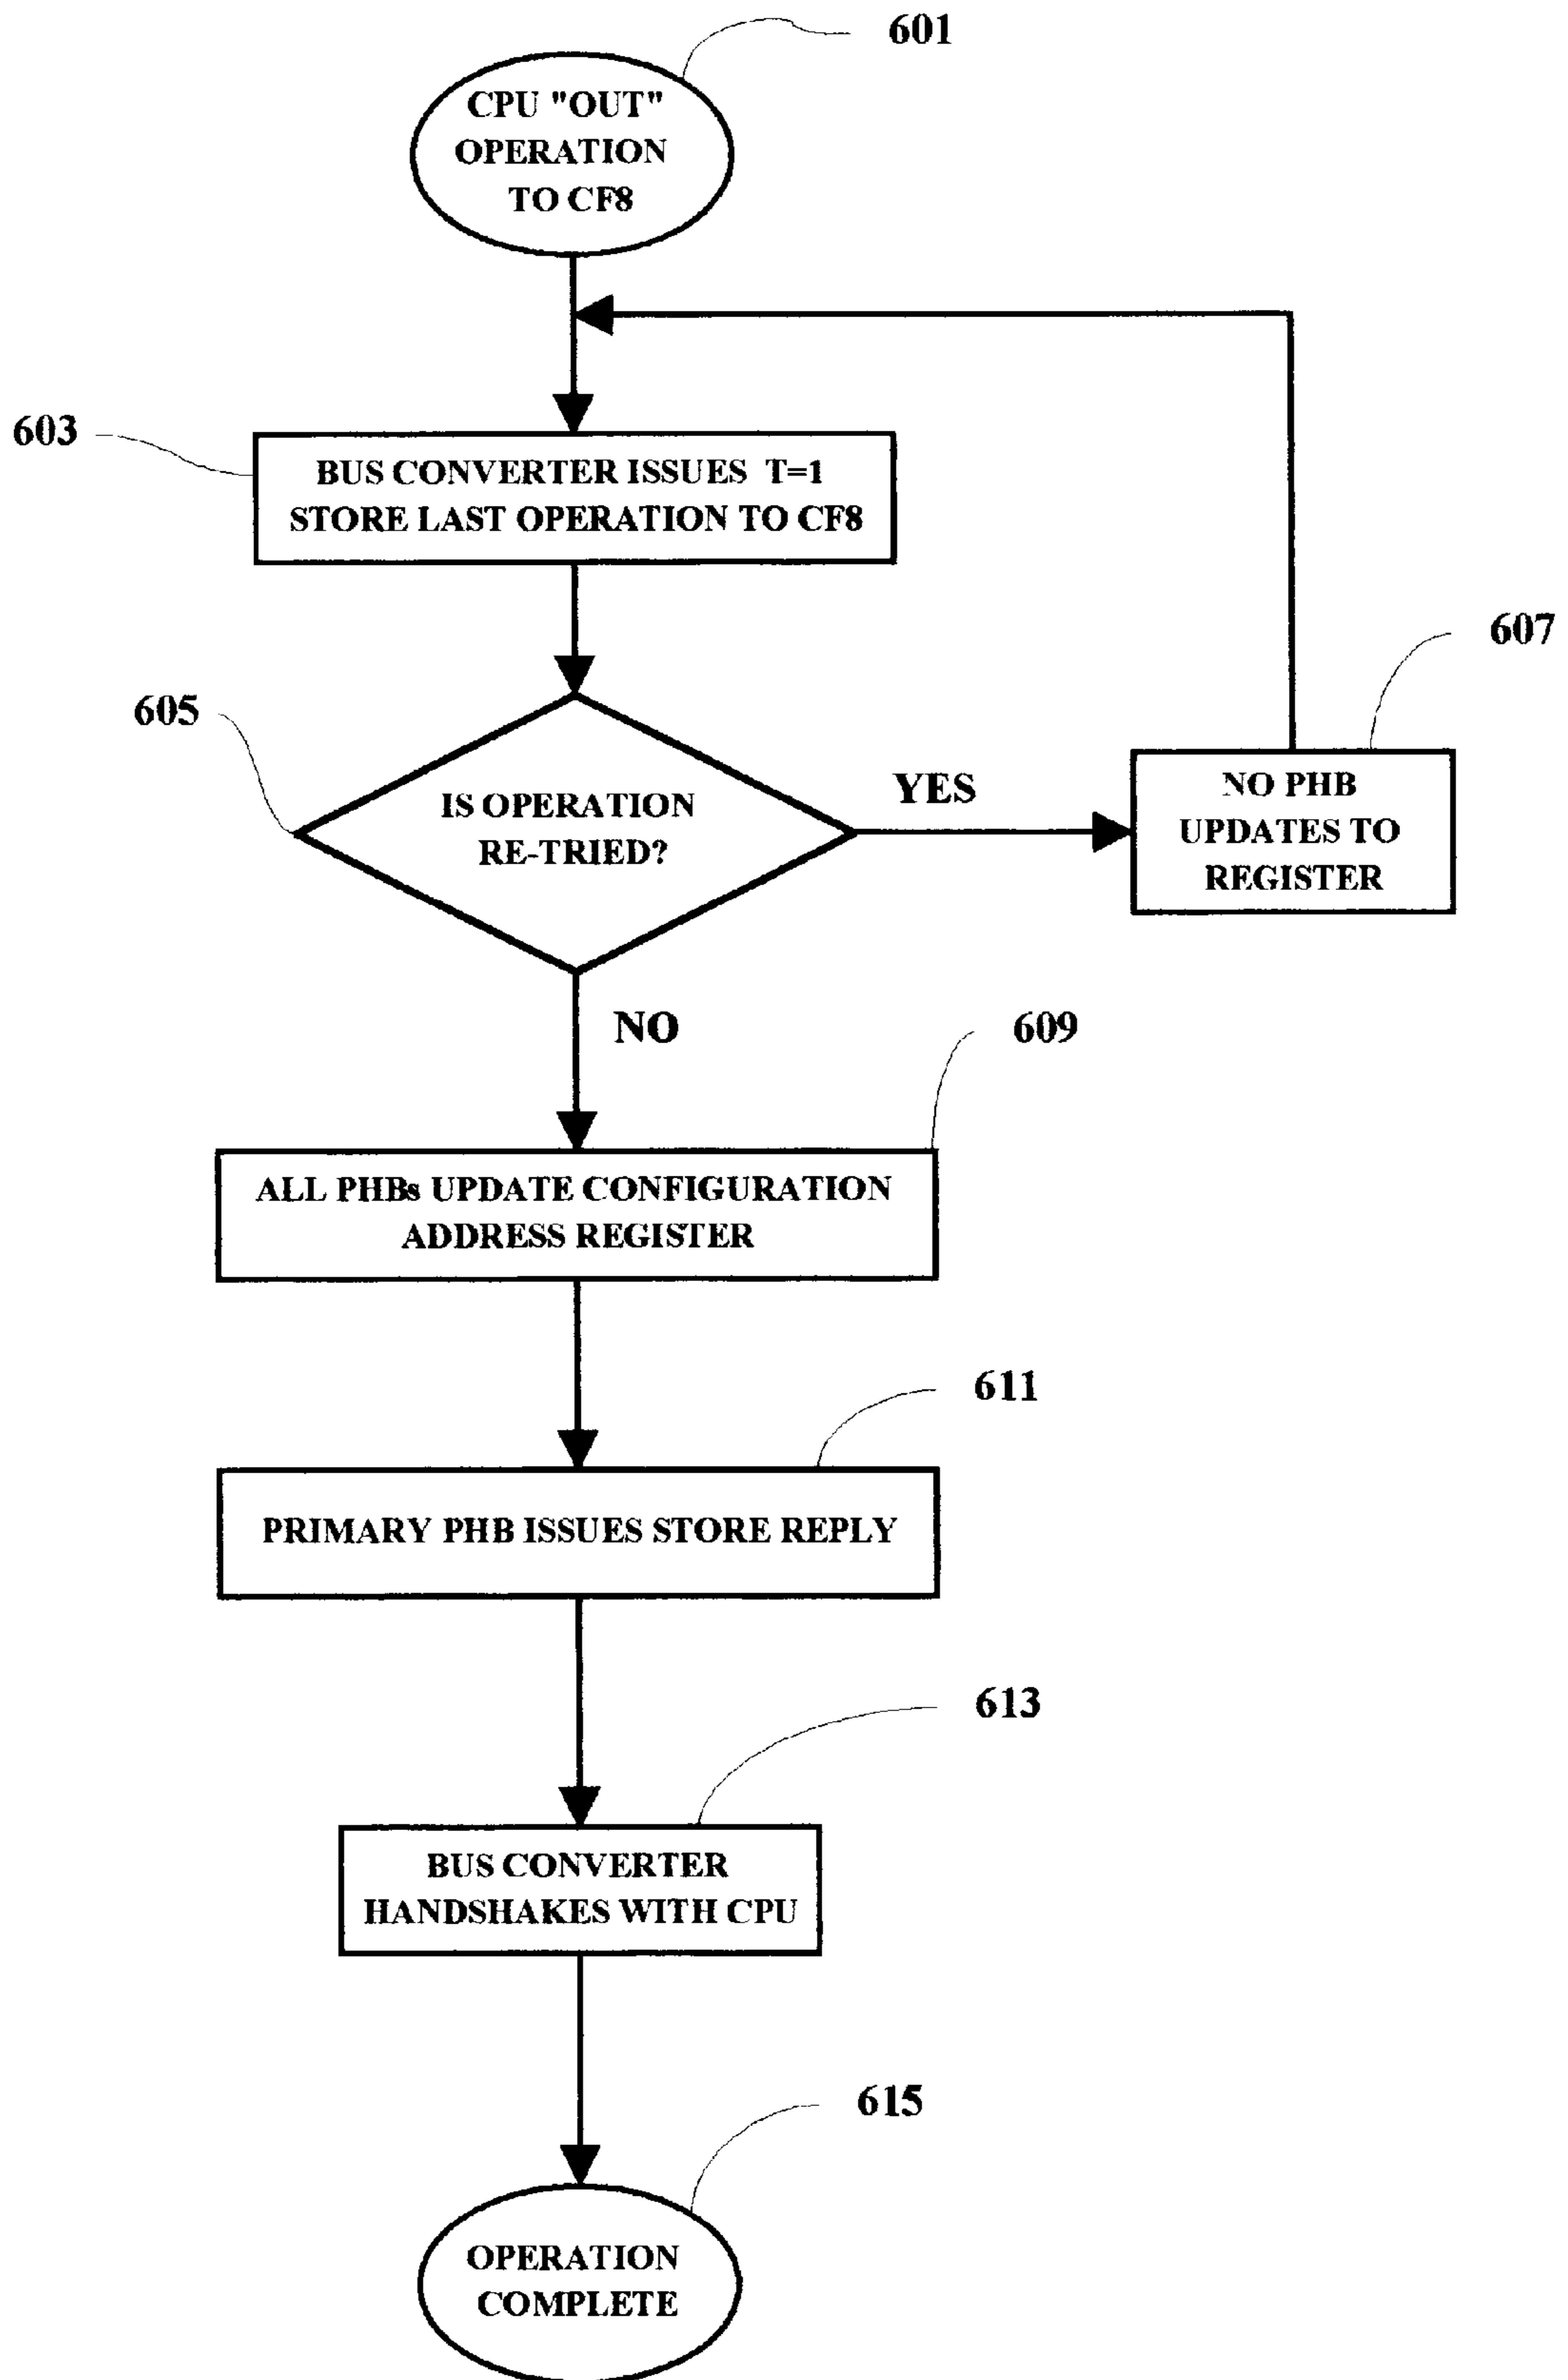 601
CPU "OUT"
OPERATION
TO CF8
603
BUS CONVERTER ISSUES T=1
STORE LAST OPERATION TO CF8
607
605
IS OPERATION
RE-TRIED?
YES
NO PHB
UPDATES TO
REGISTER
NO
609
ALL PHBs UPDATE CONFIGURATION
ADDRESS REGISTER
611
PRIMARY PHB ISSUES STORE REPLY
613
BUS CONVERTER
HANDSHAKES WITH CPU
615
OPERATION
COMPLETE